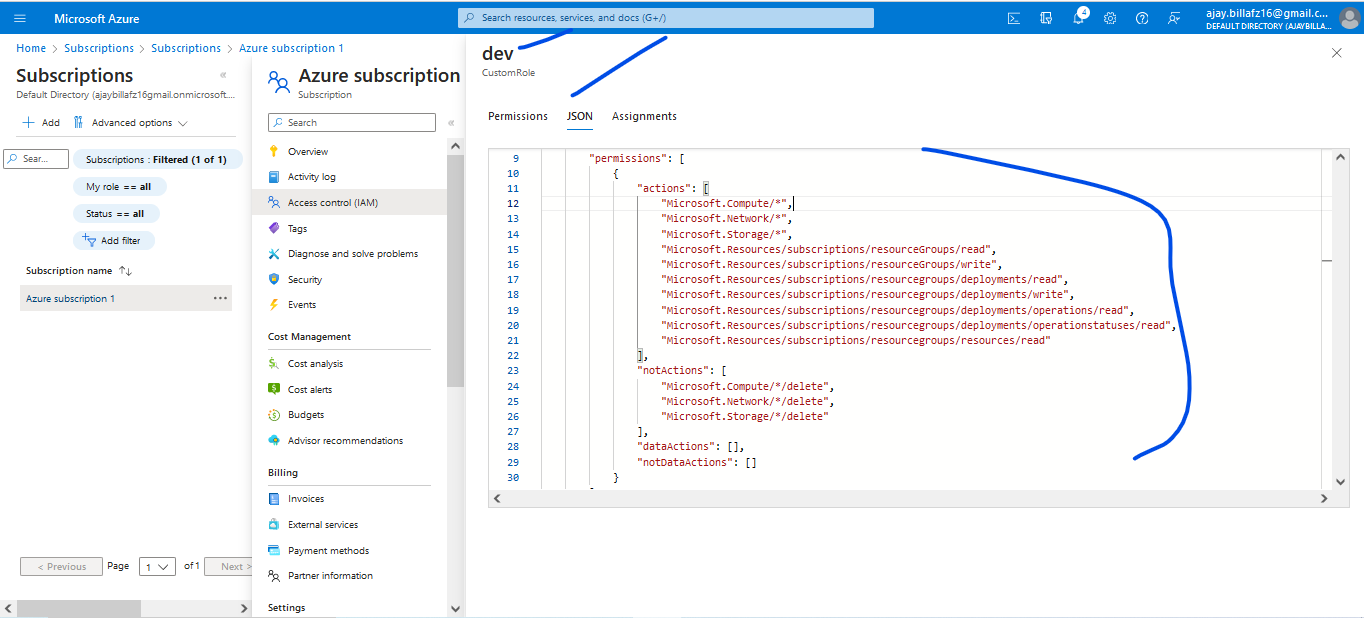 Microsoft Azure
Search resources, services, and docs (G+/)
4
ajay.billafz16@gmail.c...
DEFAULT DIRECTORY (AJAYBILLA...
Home > Subscriptions > Subscriptions > Azure subscription 1
Subscriptions
Default Directory (ajaybillafz16gmail.onmicrosoft....
+ Add
Advanced options
Sear...
Subscriptions : Filtered (1 of 1)
My role == all
Status == all
Add filter
Subscription name ↑↓
Azure subscription 1 ...
< Previous Page 1 of 1 Next >
Azure subscription
Subscription
Search
Overview
Activity log
Access control (IAM)
Tags
Diagnose and solve problems
Security
Events
Cost Management
Cost analysis
Cost alerts
Budgets
Advisor recommendations
Billing
Invoices
External services
Payment methods
Partner information
Settings
dev
CustomRole
Permissions JSON Assignments
9 "permissions": [
10 {
11 "actions": [
12 "Microsoft.Compute/*",
13 "Microsoft.Network/*",
14 "Microsoft.Storage/*",
15 "Microsoft.Resources/subscriptions/resourceGroups/read",
16 "Microsoft.Resources/subscriptions/resourceGroups/write",
17 "Microsoft.Resources/subscriptions/resourcegroups/deployments/read",
18 "Microsoft.Resources/subscriptions/resourcegroups/deployments/write",
19 "Microsoft.Resources/subscriptions/resourcegroups/deployments/operations/read",
20 "Microsoft.Resources/subscriptions/resourcegroups/deployments/operationstatuses/read",
21 "Microsoft.Resources/subscriptions/resourcegroups/resources/read"
22 ],
23 "notActions": [
24 "Microsoft.Compute/*/delete",
25 "Microsoft.Network/*/delete",
26 "Microsoft.Storage/*/delete"
27 ],
28 "dataActions": [],
29 "notDataActions": []
30 }